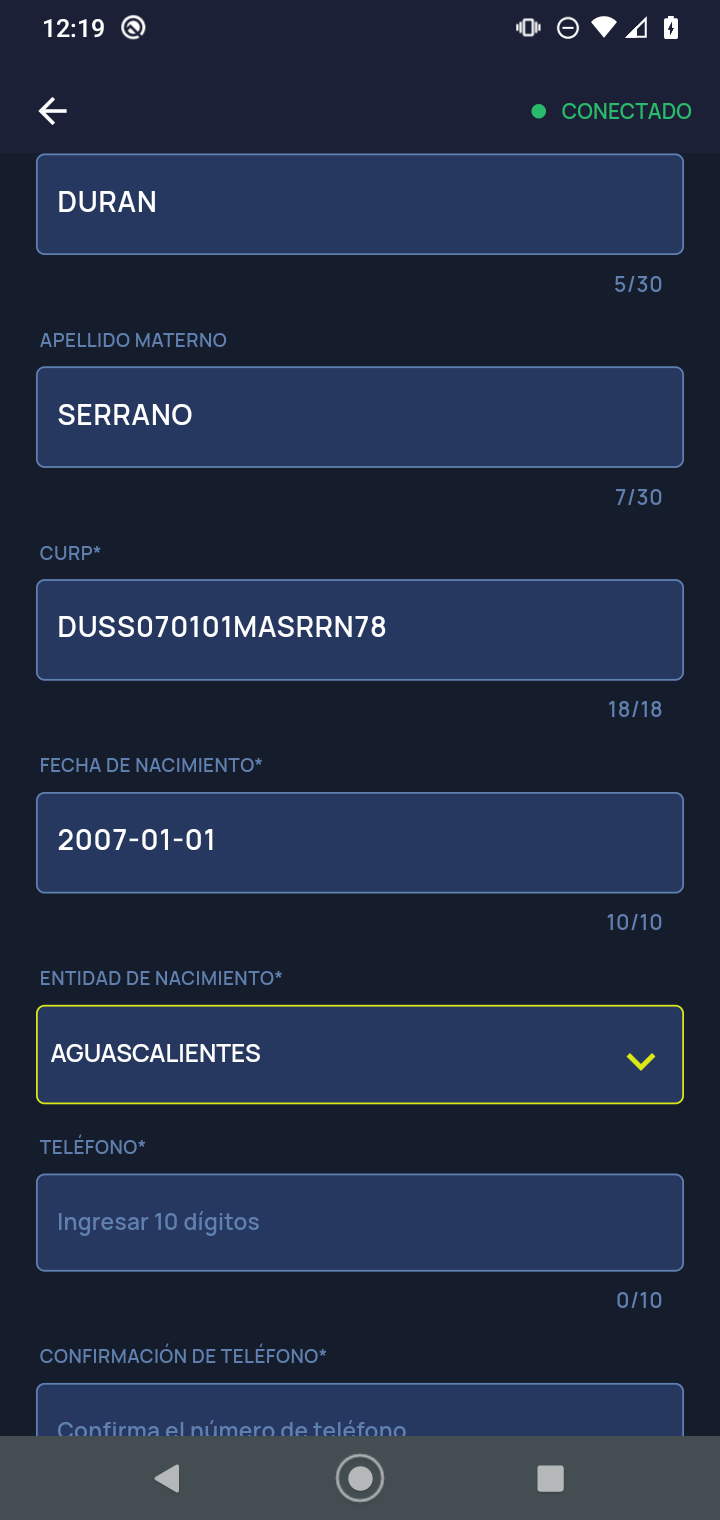 12:19
CONECTADO
DURAN
5/30
APELLIDO MATERNO
SERRANO
7/30
CURP*
DUSS070101MASRRN78
18/18
FECHA DE NACIMIENTO*
2007-01-01
10/10
ENTIDAD DE NACIMIENTO*
AGUASCALIENTES
TELÉFONO*
Ingresar 10 dígitos
0/10
CONFIRMACIÓN DE TELÉFONO*
Confirma el número de teléfono